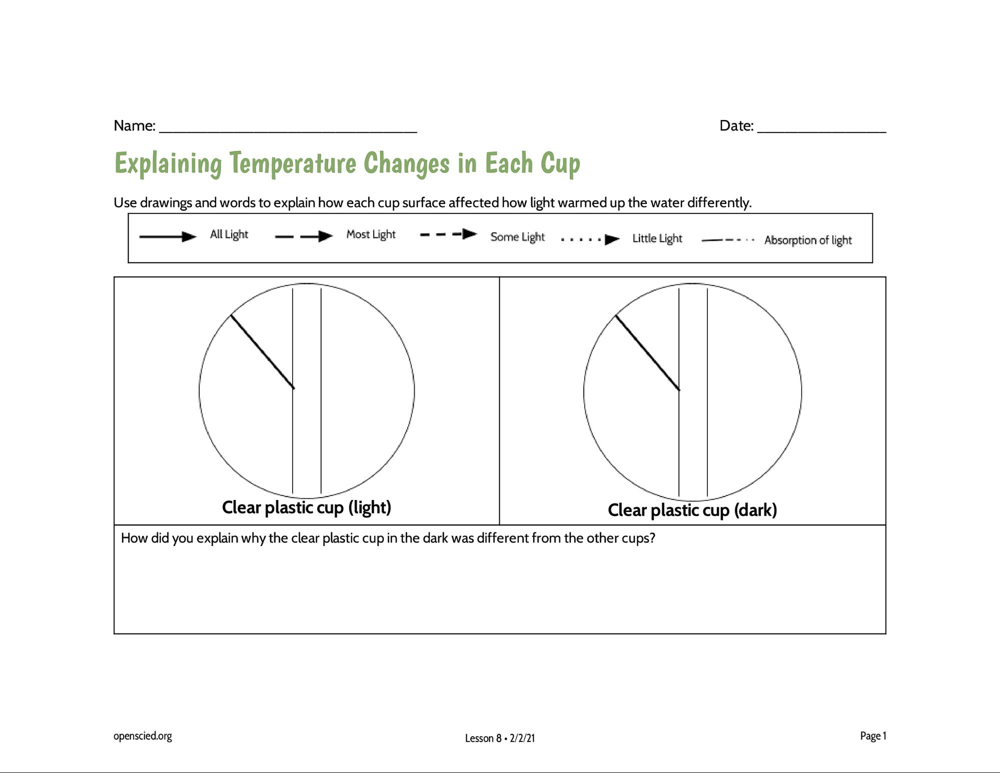 Name: ______________________________________ Date: ___________________
Explaining Temperature Changes in Each Cup
Use drawings and words to explain how each cup surface affected how light warmed up the water differently.
All Light Most Light Some Light Little Light Absorption of light
Clear plastic cup (light) Clear plastic cup (dark)
How did you explain why the clear plastic cup in the dark was different from the other cups?
openscied.org Lesson 8 • 2/2/21 Page 1